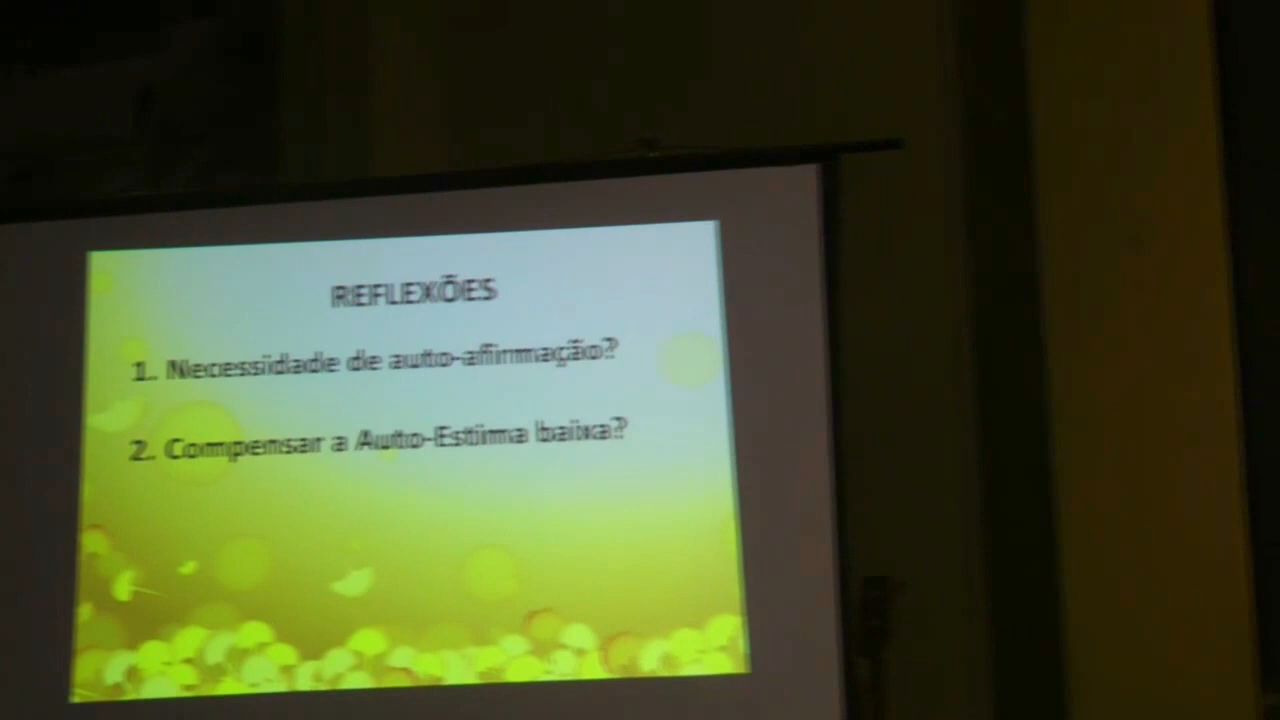 REFLEXÕES
1. Necessidade de auto-afirmação?
2. Compensar a Auto-Estima baixa?